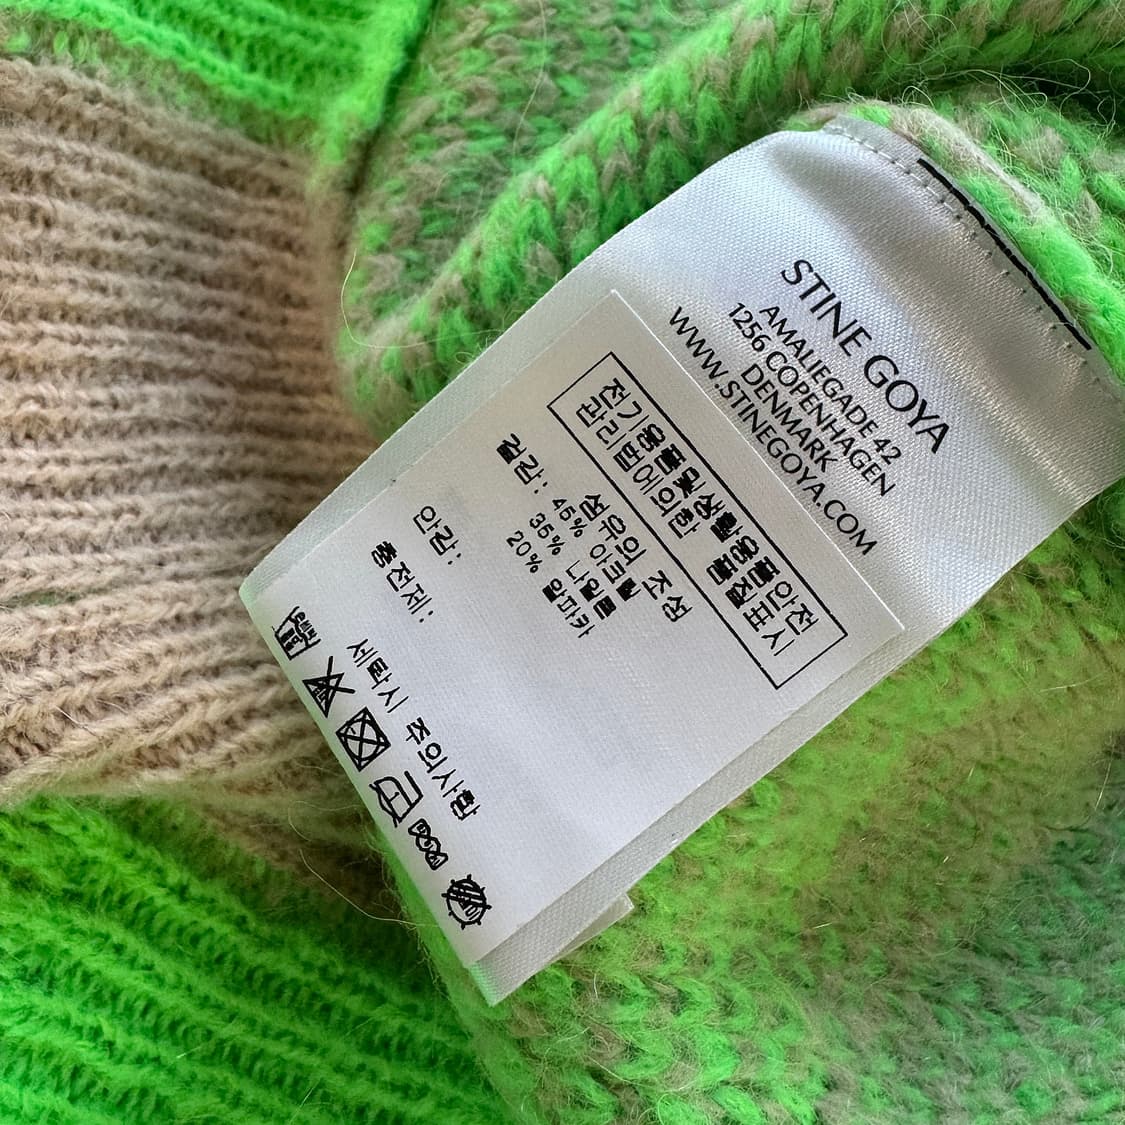 STINE GOYA
AMALIEGADE 42
1256 COPENHAGEN
DENMARK
WWW.STINEGOYA.COM
전기용품및생활용품안전
관리법에의한 품질표시
섬유의 조성
겉감: 45% 아크릴
35% 나일론
20% 알파카
안감:
충전제:
세탁시 주의사항